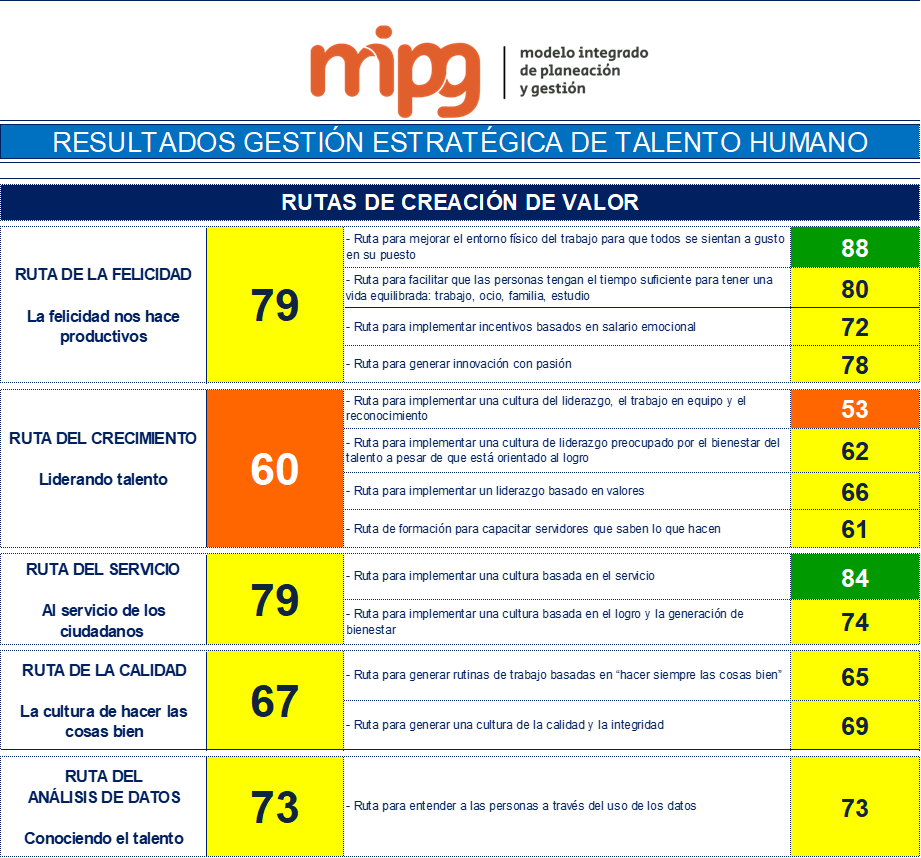 mipg
modelo integrado
de planeación
y gestión
RESULTADOS GESTIÓN ESTRATÉGICA DE TALENTO HUMANO
RUTAS DE CREACIÓN DE VALOR
RUTA DE LA FELICIDAD
La felicidad nos hace
productivos
79
- Ruta para mejorar el entorno físico del trabajo para que todos se sientan a gusto
en su puesto
88
- Ruta para facilitar que las personas tengan el tiempo suficiente para tener una
vida equilibrada: trabajo, ocio, familia, estudio
80
- Ruta para implementar incentivos basados en salario emocional
72
- Ruta para generar innovación con pasión
78
RUTA DEL CRECIMIENTO
Liderando talento
60
- Ruta para implementar una cultura del liderazgo, el trabajo en equipo y el
reconocimiento
53
- Ruta para implementar una cultura de liderazgo preocupado por el bienestar del
talento a pesar de que está orientado al logro
62
- Ruta para implementar un liderazgo basado en valores
66
- Ruta de formación para capacitar servidores que saben lo que hacen
61
RUTA DEL SERVICIO
Al servicio de los
ciudadanos
79
- Ruta para implementar una cultura basada en el servicio
84
- Ruta para implementar una cultura basada en el logro y la generación de
bienestar
74
RUTA DE LA CALIDAD
La cultura de hacer las
cosas bien
67
- Ruta para generar rutinas de trabajo basadas en “hacer siempre las cosas bien”
65
- Ruta para generar una cultura de la calidad y la integridad
69
RUTA DEL
ANÁLISIS DE DATOS
Conociendo el talento
73
- Ruta para entender a las personas a través del uso de los datos
73